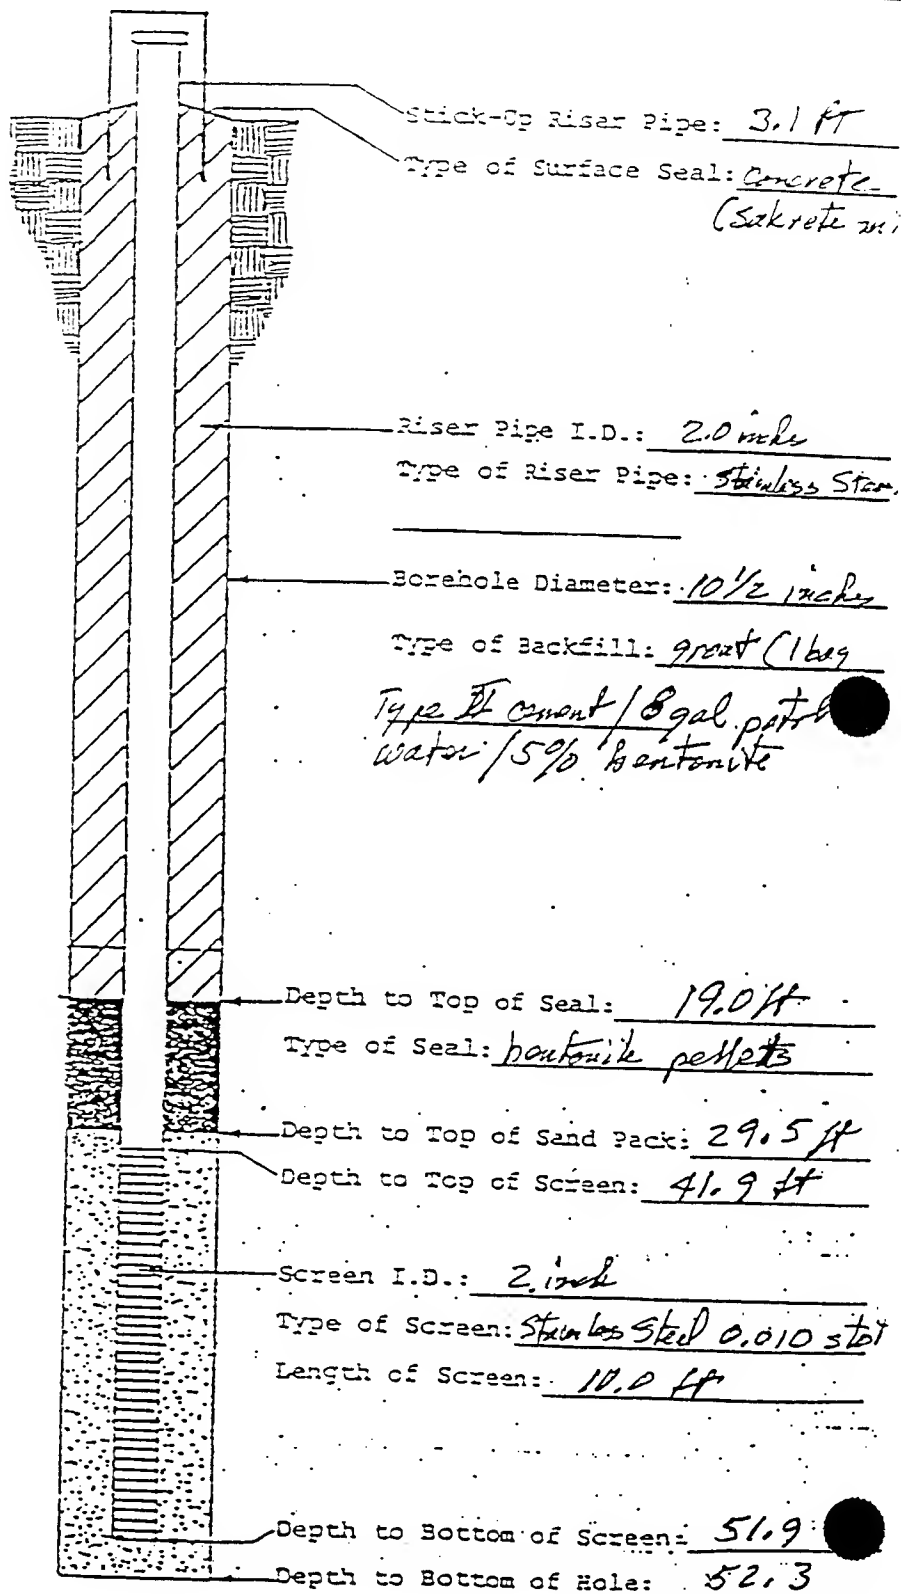 Stick-Up Riser Pipe: 3.1 ft
Type of Surface Seal: Concrete
(Sakrete
Riser Pipe I.D.: 2.0 inches
Type of Riser Pipe: Stainless
Borehole Diameter: 10 1/2 inches
Type of Backfill: grout (1 bag
Type II cement / 8 gal.
water / 5% bentonite
Depth to Top of Seal: 19.0 ft
Type of Seal: bentonite pellets
Depth to Top of Sand Pack: 29.5 ft
Depth to Top of Screen: 41.9 ft
Screen I.D.: 2 inch
Type of Screen: Stainless Steel 0.010 slot
Length of Screen: 10.0 ft
Depth to Bottom of Screen: 51.9
Depth to Bottom of Hole: 52.3